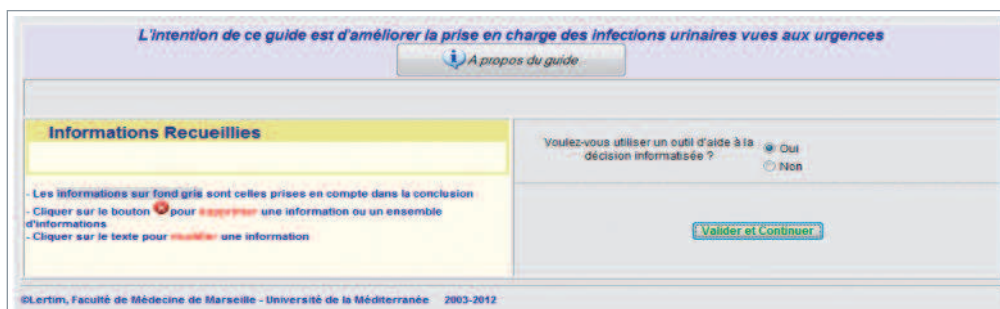 L'intention de ce guide est d'améliorer la prise en charge des infections urinaires vues aux urgences
A propos du guide
Informations Recueillies
- Les informations sur fond gris sont celles prises en compte dans la conclusion
- Cliquer sur le bouton pour supprimer une information ou un ensemble
d'informations
- Cliquer sur le texte pour modifier une information
Voulez-vous utiliser un outil d'aide à la
décision informatisée ?
Oui
Non
Valider et Continuer
©Lertim, Faculté de Médecine de Marseille - Université de la Méditerranée 2003-2012